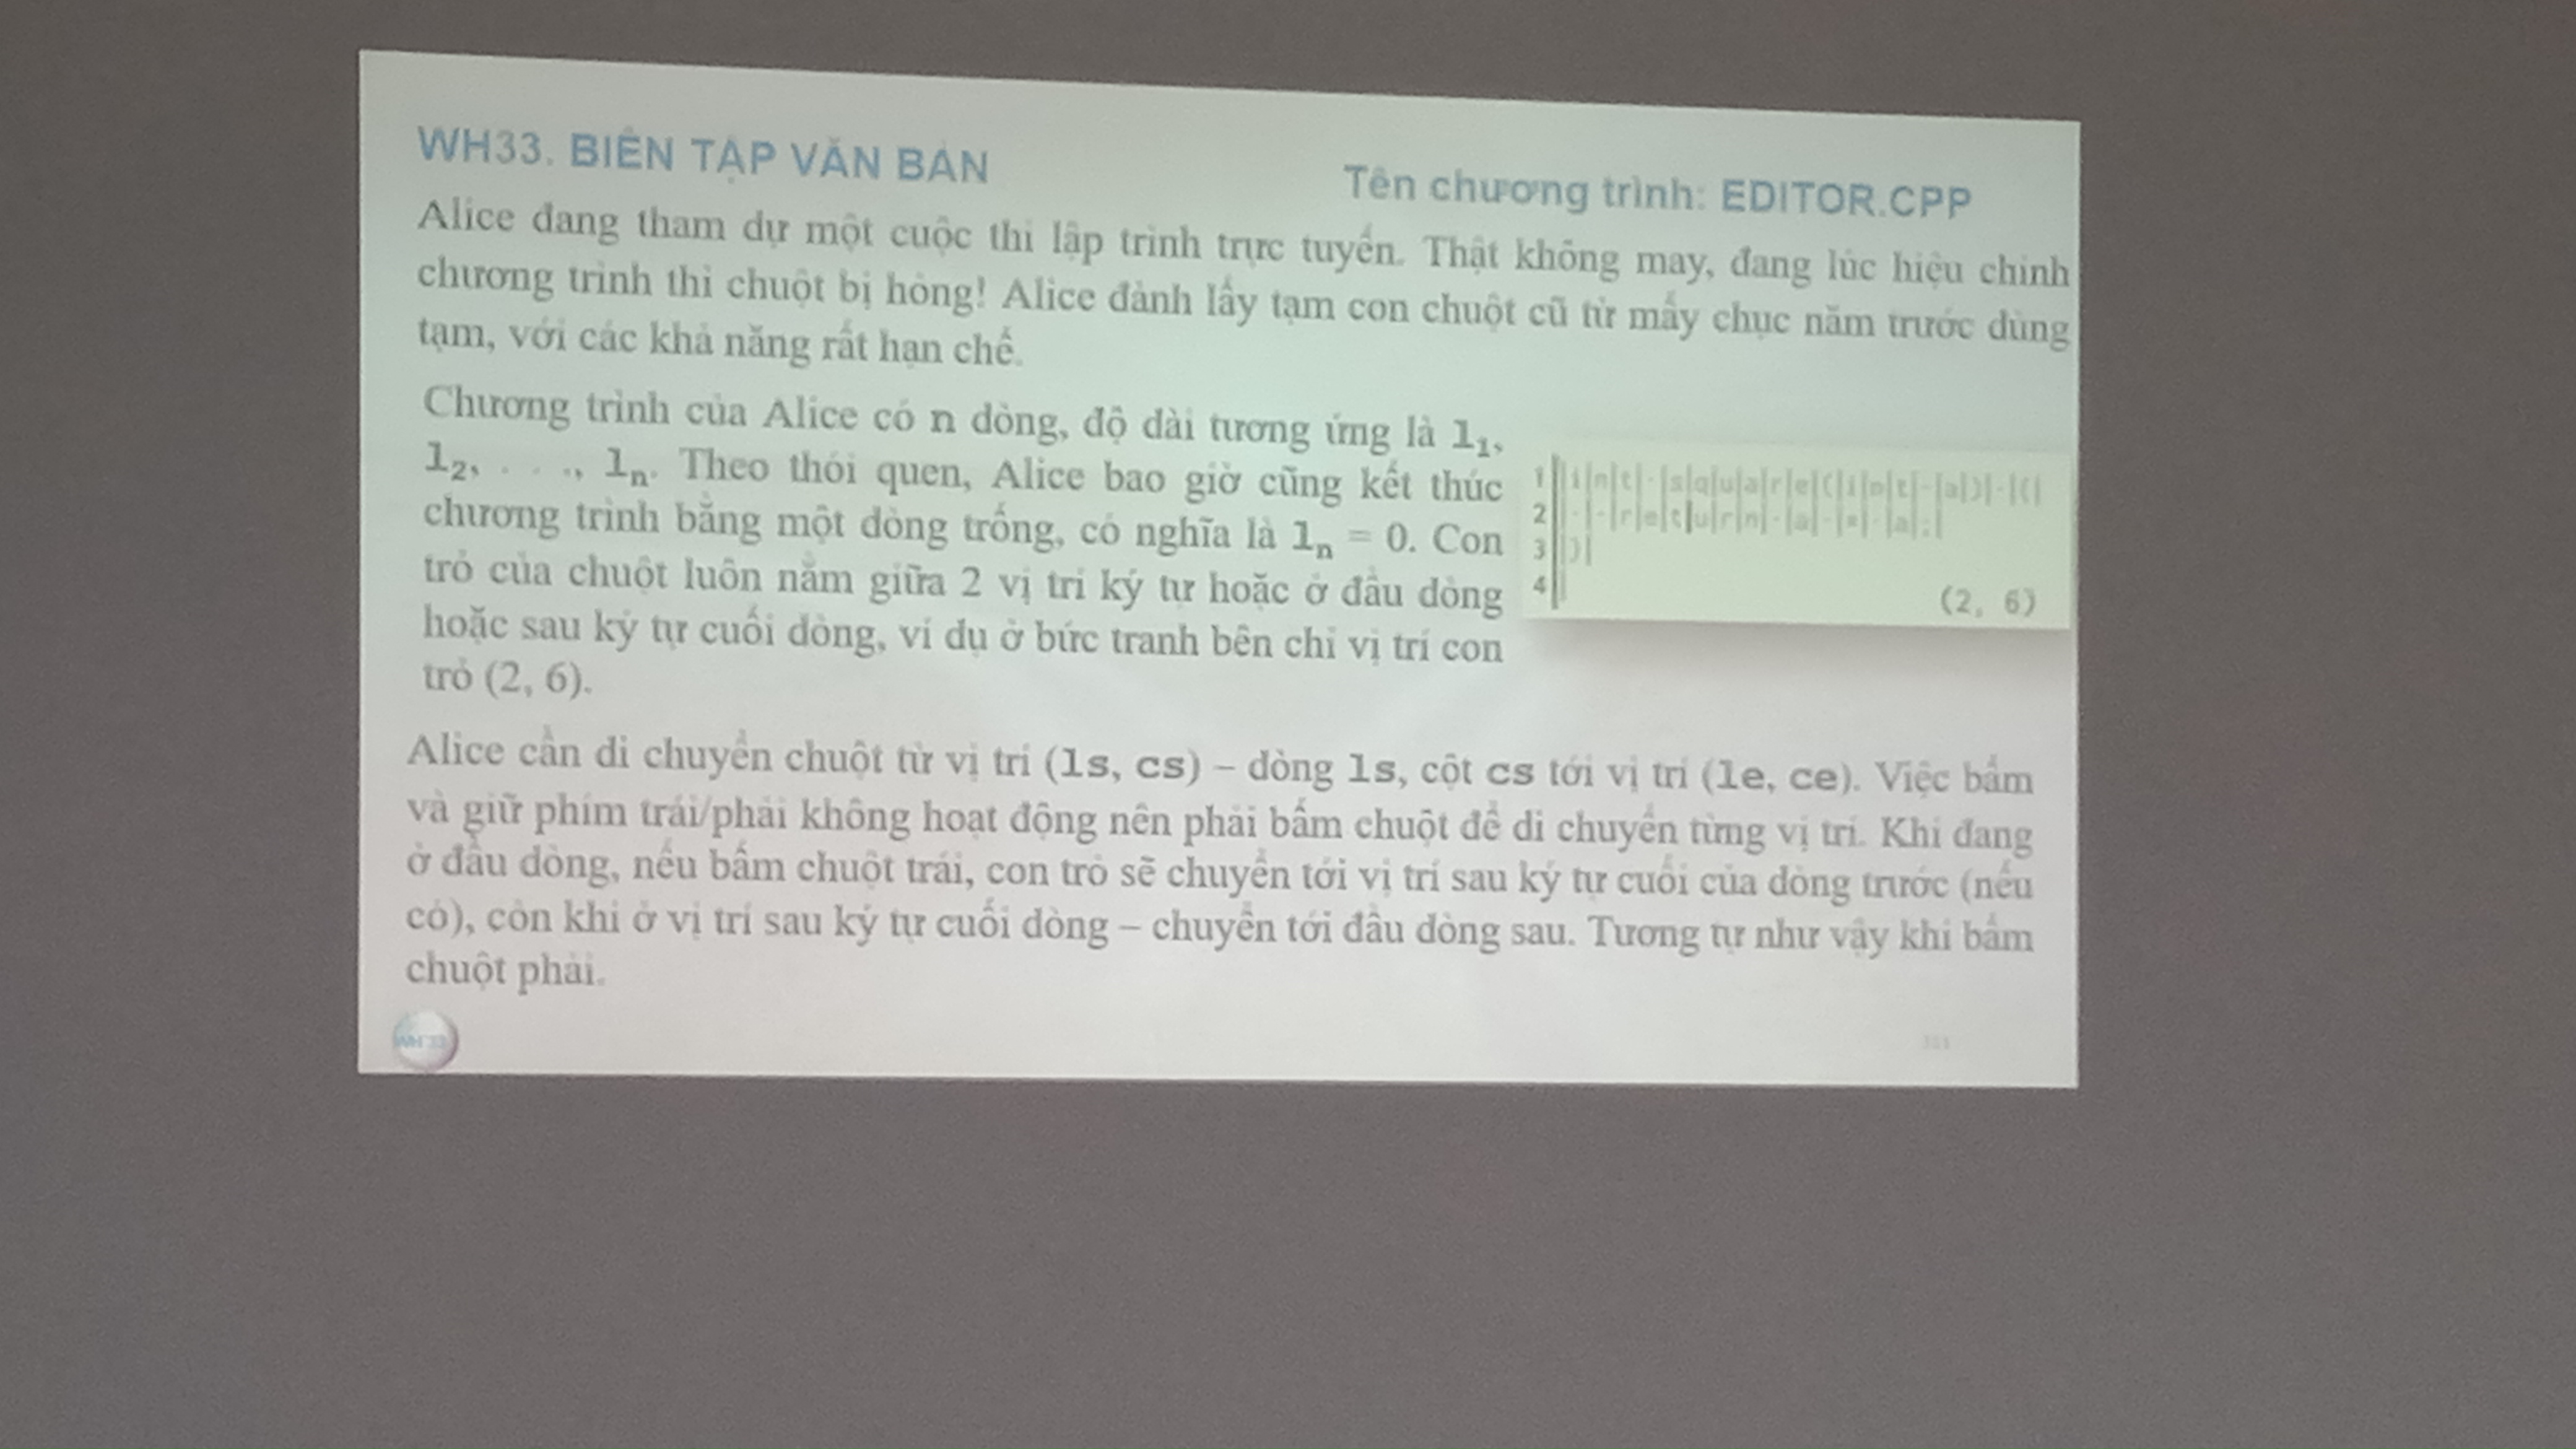 WH33. BIÊN TẬP VĂN BẢN
Tên chương trình: EDITOR.CPP
Alice đang tham dự một cuộc thi lập trình trực tuyến. Thật không may, đang lúc hiệu chỉnh
chương trình thì chuột bị hỏng! Alice đành lấy tạm con chuột cũ từ mấy chục năm trước dùng
tạm, với các khả năng rất hạn chế.
Chương trình của Alice có n dòng, độ dài tương ứng là l₁,
l₂, . . ., lₙ. Theo thói quen, Alice bao giờ cũng kết thúc
chương trình bằng một dòng trống, có nghĩa là lₙ = 0. Con
trỏ của chuột luôn nằm giữa 2 vị trí ký tự hoặc ở đầu dòng
hoặc sau ký tự cuối dòng, ví dụ ở bức tranh bên chỉ vị trí con
trỏ (2, 6).
1 |i|n|t|·|s|q|u|a|r|e|(|i|n|t|·|a|)|·|{|
2 |·|·|r|e|t|u|r|n|·|a|·|*|·|a|;|
3 |}|
4 |
(2, 6)
Alice cần di chuyển chuột từ vị trí (ls, cs) – dòng ls, cột cs tới vị trí (le, ce). Việc bấm
và giữ phím trái/phải không hoạt động nên phải bấm chuột để di chuyển từng vị trí. Khi đang
ở đầu dòng, nếu bấm chuột trái, con trỏ sẽ chuyển tới vị trí sau ký tự cuối của dòng trước (nếu
có), còn khi ở vị trí sau ký tự cuối dòng – chuyển tới đầu dòng sau. Tương tự như vậy khi bấm
chuột phải.
WH33